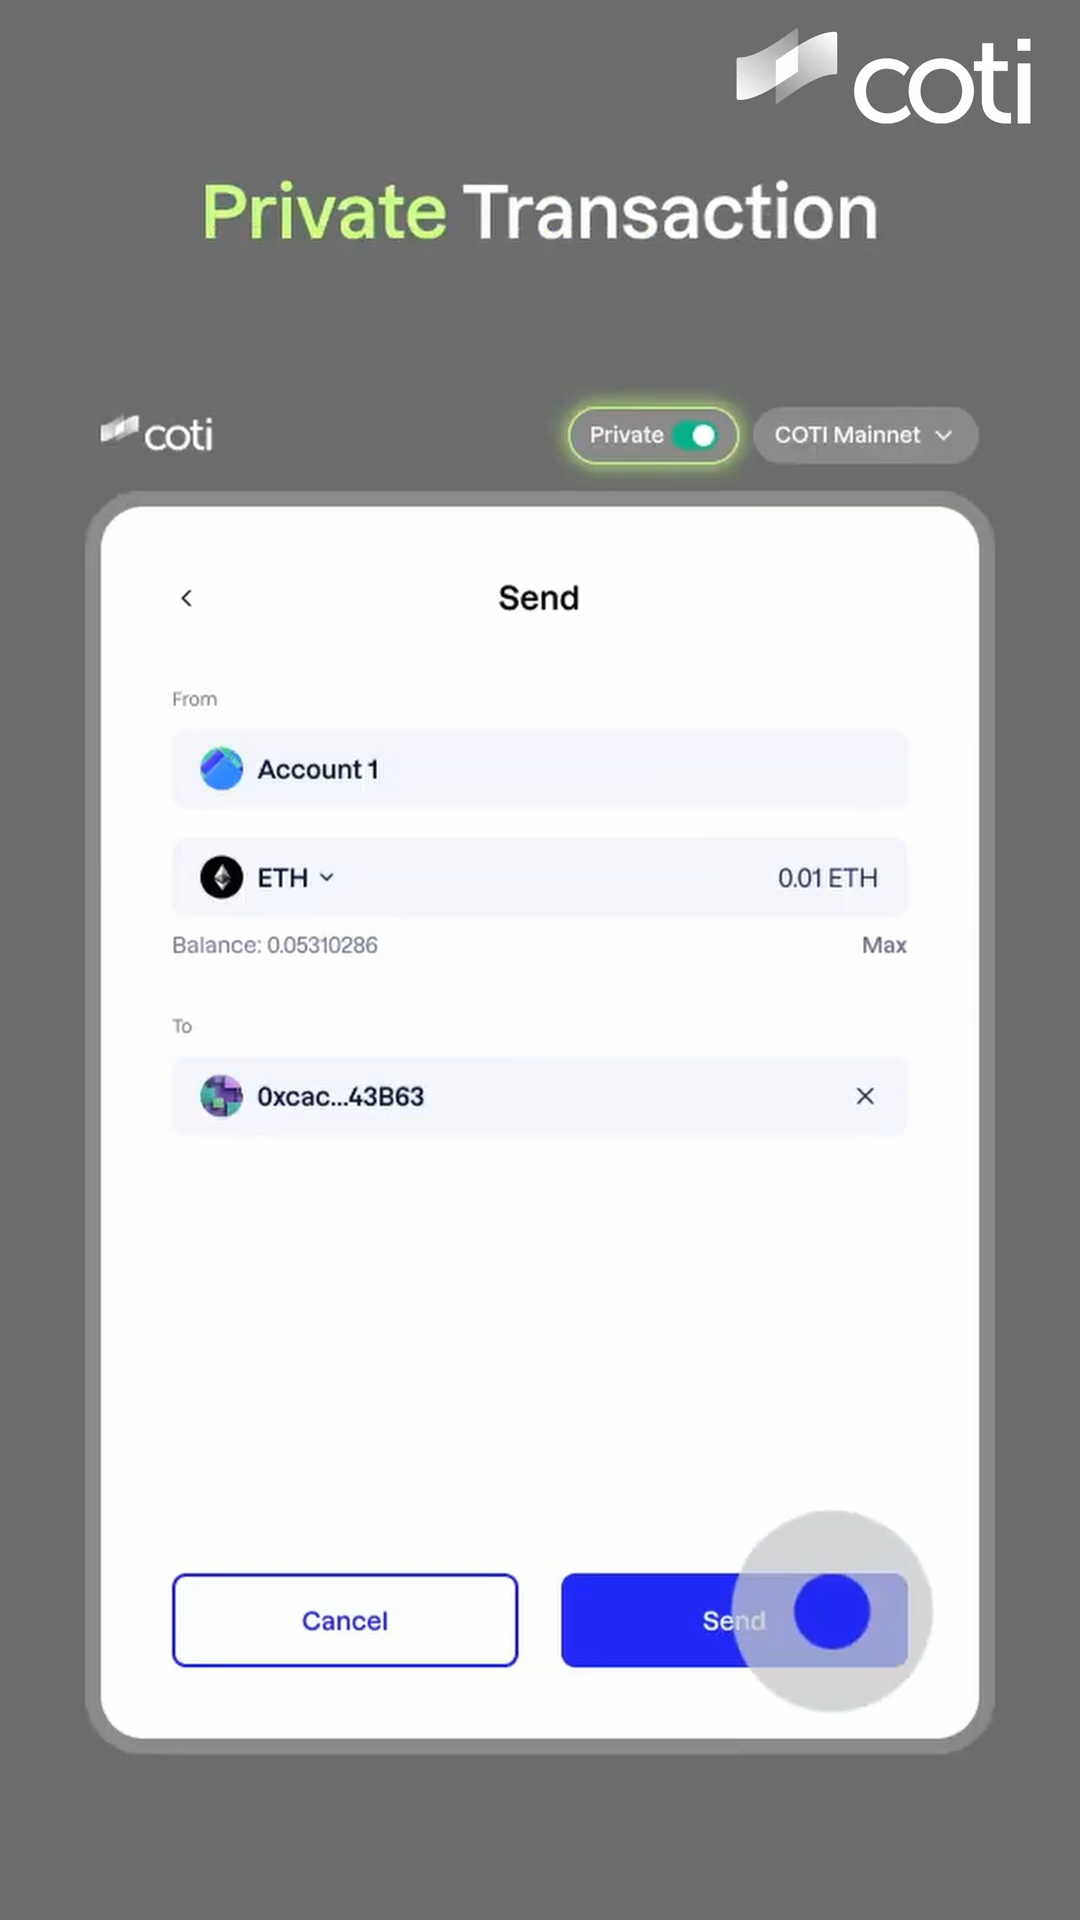 coti
Private Transaction
coti
Private
COTI Mainnet
Send
From
Account 1
ETH
0.01 ETH
Balance: 0.05310286
Max
To
0xcac...43B63
Cancel
Send